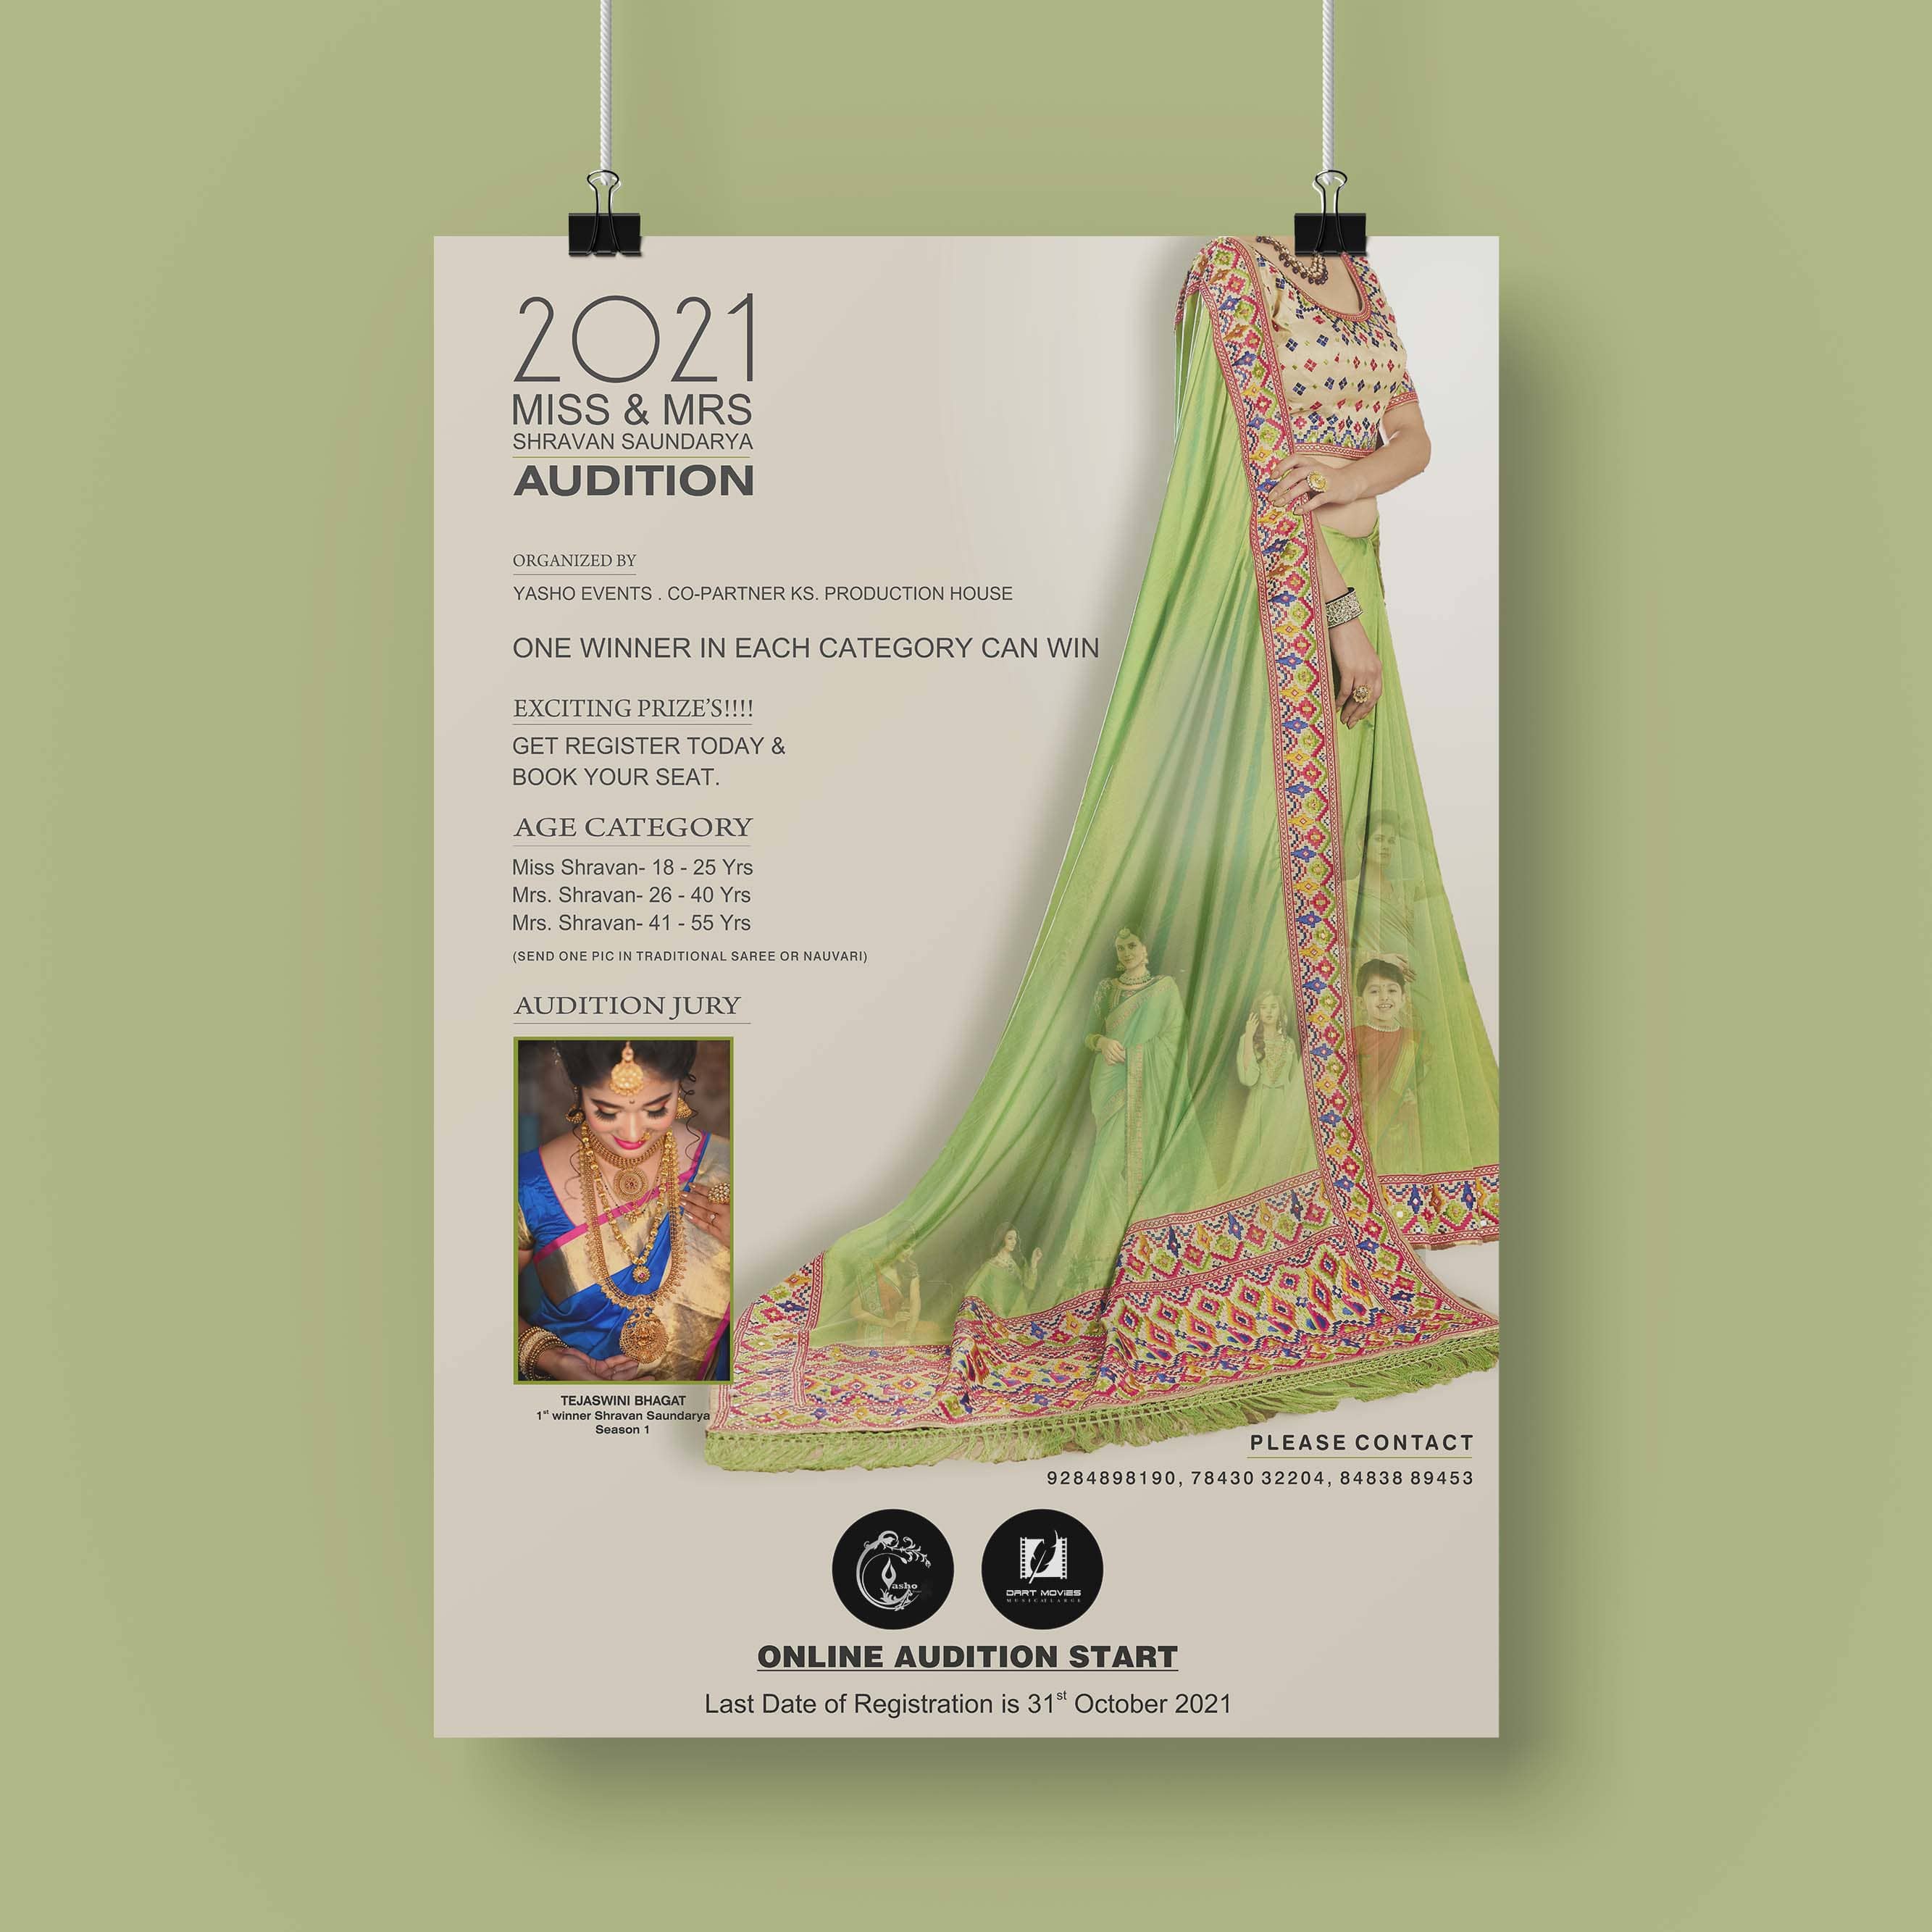 2021
MISS & MRS
SHRAVAN SAUNDARYA
AUDITION
ORGANIZED BY
YASHO EVENTS . CO-PARTNER KS. PRODUCTION HOUSE
ONE WINNER IN EACH CATEGORY CAN WIN
EXCITING PRIZE'S!!!!
GET REGISTER TODAY &
BOOK YOUR SEAT.
AGE CATEGORY
Miss Shravan- 18 - 25 Yrs
Mrs. Shravan- 26 - 40 Yrs
Mrs. Shravan- 41 - 55 Yrs
(SEND ONE PIC IN TRADITIONAL SAREE OR NAUVARI)
AUDITION JURY
TEJASWINI BHAGAT
1st winner Shravan Saundarya
Season 1
PLEASE CONTACT
9284898190, 78430 32204, 84838 89453
Yasho
DART MOVIES
MUSICATLARGE
ONLINE AUDITION START
Last Date of Registration is 31st October 2021